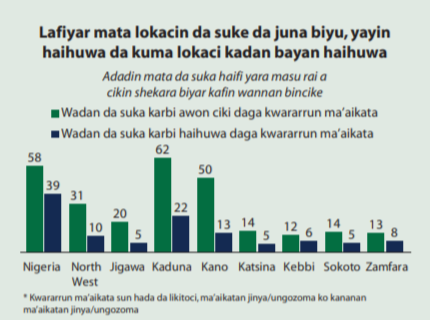 Lafiyar mata lokacin da suke da juna biyu, yayin
haihuwa da kuma lokaci kadan bayan haihuwa
Adadin mata da suka haifi yara masu rai a
cikin shekara biyar kafin wannan bincike
Wadan da suka karbi awon ciki daga kwararrun ma'aikata
Wadan da suka karbi haihuwa daga kwararrun ma'aikata
58 39 31 10 20 5 62 22 50 13 14 5 12 6 14 5 13 8
Nigeria North West Jigawa Kaduna Kano Katsina Kebbi Sokoto Zamfara
* Kwararrun ma'aikata sun hada da likitoci, ma'aikatan jinya/ungozoma ko kananan
ma'aikatan jinya/ungozoma